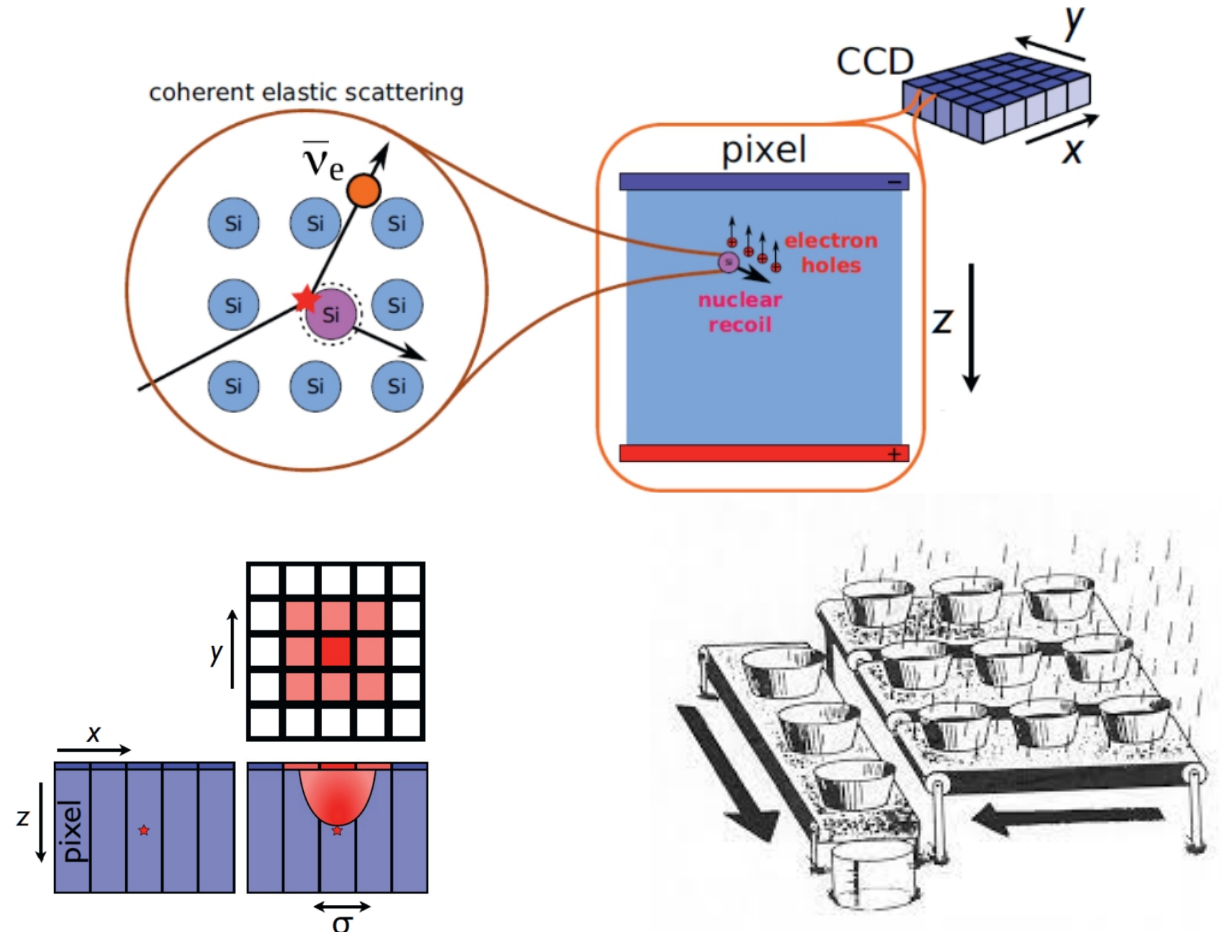 coherent elastic scattering
ν̅e
Si Si Si
Si Si Si
Si Si Si
CCD
y
x
pixel
−
Si
electron
holes
nuclear
recoil
+
z
y
x
z
pixel
σ